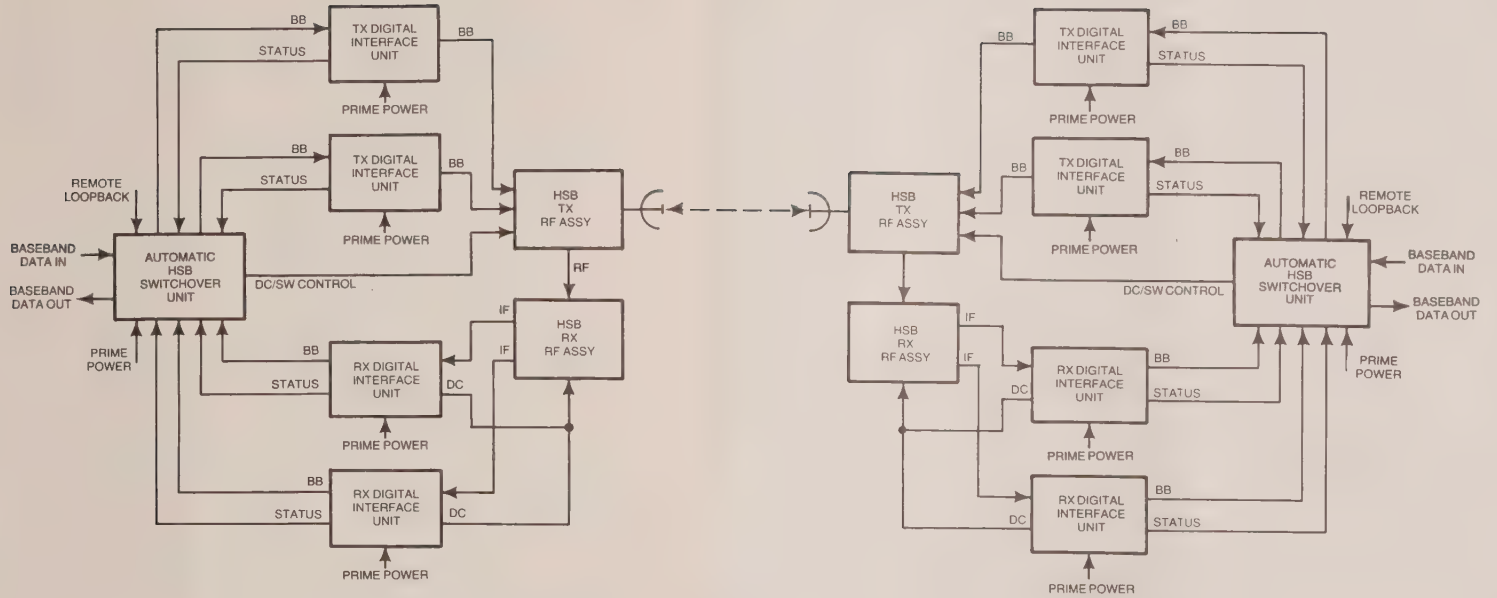 BB
TX DIGITAL
INTERFACE
UNIT
BB
STATUS
PRIME POWER
BB
TX DIGITAL
INTERFACE
UNIT
BB
STATUS
PRIME POWER
REMOTE
LOOPBACK
HSB
TX
RF ASSY
BASEBAND
DATA IN
AUTOMATIC
HSB
SWITCHOVER
UNIT
BASEBAND
DATA OUT
DC/SW CONTROL
RF
PRIME
POWER
IF
HSB
RX
RF ASSY
IF
BB
RX DIGITAL
INTERFACE
UNIT
STATUS
DC
PRIME POWER
BB
RX DIGITAL
INTERFACE
UNIT
STATUS
DC
PRIME POWER
BB
TX DIGITAL
INTERFACE
UNIT
BB
STATUS
PRIME POWER
BB
TX DIGITAL
INTERFACE
UNIT
BB
STATUS
PRIME POWER
HSB
TX
RF ASSY
REMOTE
LOOPBACK
AUTOMATIC
HSB
SWITCHOVER
UNIT
BASEBAND
DATA IN
BASEBAND
DATA OUT
DC/SW CONTROL
PRIME
POWER
HSB
RX
RF ASSY
IF
IF
DC
RX DIGITAL
INTERFACE
UNIT
BB
STATUS
PRIME POWER
DC
RX DIGITAL
INTERFACE
UNIT
BB
STATUS
PRIME POWER